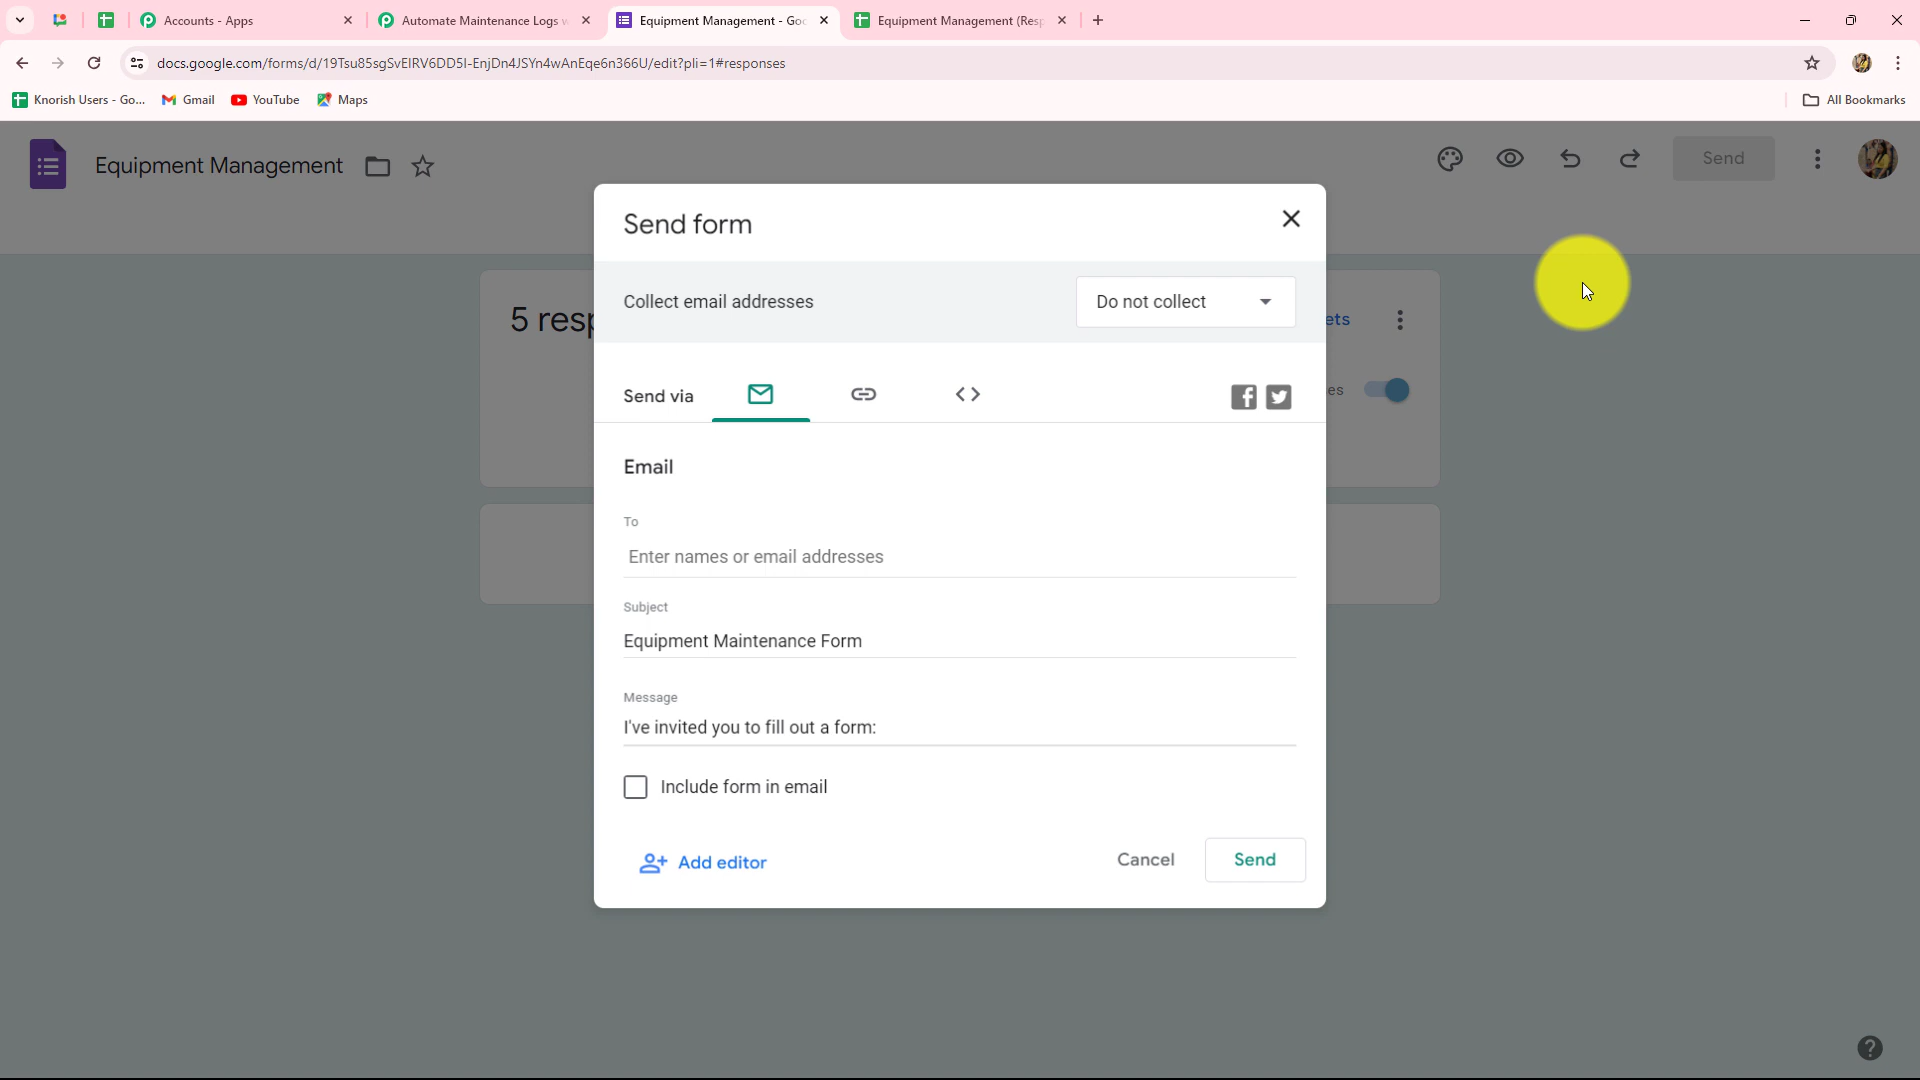 Accounts - Apps
Automate Maintenance Logs
Equipment Management - Goo
Equipment Management (Resp
docs.google.com/forms/d/19Tsu85sgSvEIRV6DD5I-EnjDn4JSYn4wAnEqe6n366U/edit?pli=1#responses
Knorish Users - Go...
Gmail
YouTube
Maps
All Bookmarks
Equipment Management
Send
Send form
Collect email addresses
Do not collect
5 resp
ets
es
Send via
Email
To
Enter names or email addresses
Subject
Equipment Maintenance Form
Message
I've invited you to fill out a form:
Include form in email
Add editor
Cancel
Send